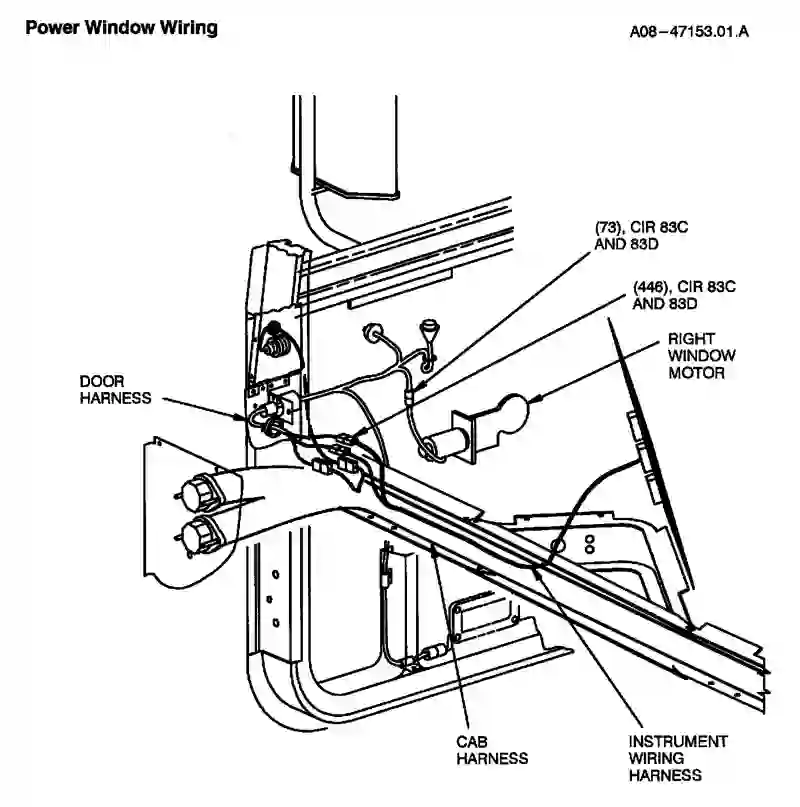 Power Window Wiring
A08-47153.01.A
(73), CIR 83C
AND 83D
(446), CIR 83C
AND 83D
RIGHT
WINDOW
MOTOR
DOOR
HARNESS
CAB
HARNESS
INSTRUMENT
WIRING
HARNESS